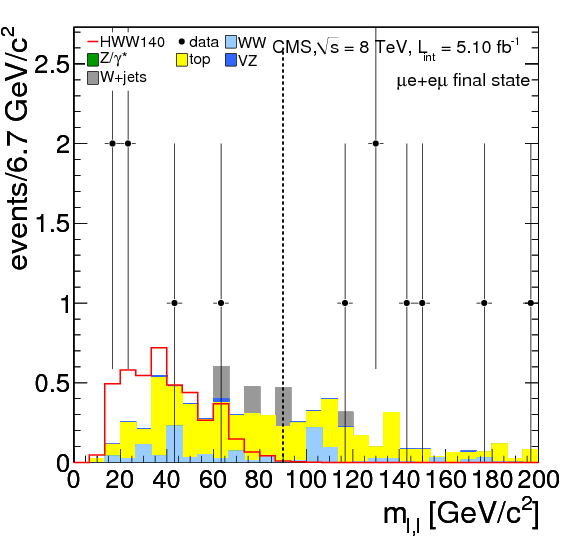 HWW140 data WW CMS,√s = 8 TeV, L_int = 5.10 fb⁻¹
Z/γ* top VZ
W+jets
μe+eμ final state
events/6.7 GeV/c²
2.5
2
1.5
1
0.5
0
0 20 40 60 80 100 120 140 160 180 200
m_l,l [GeV/c²]